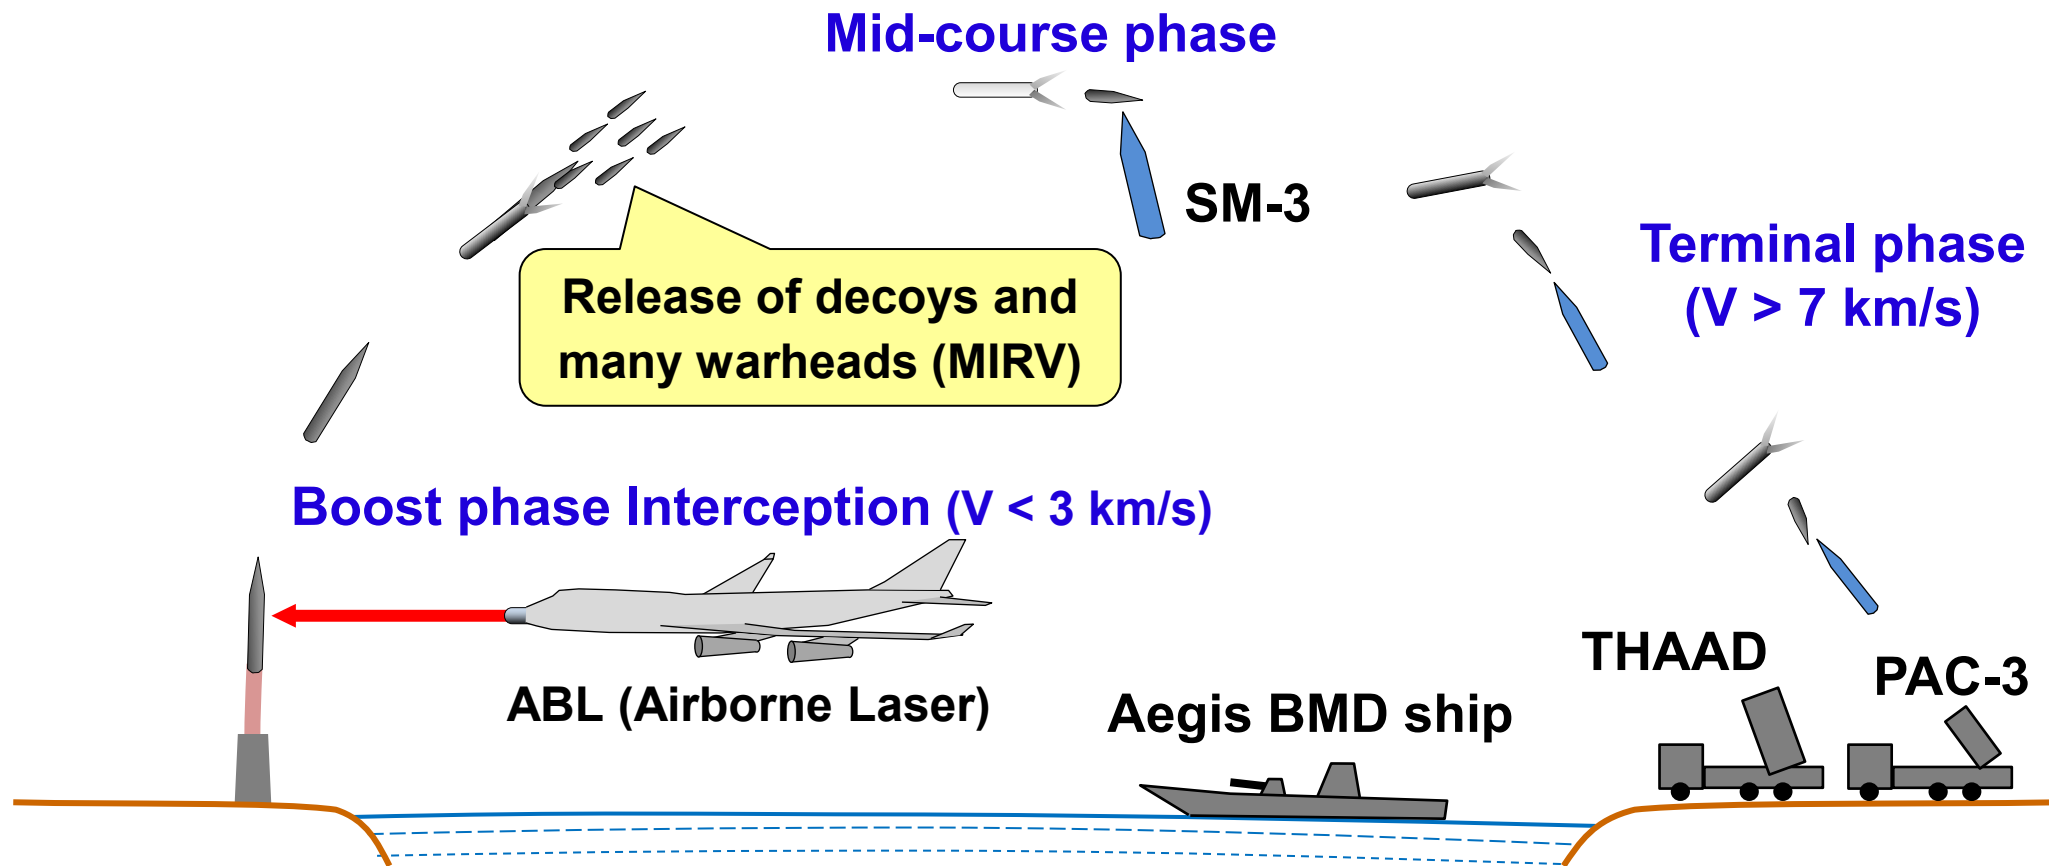 Mid-course phase
SM-3
Release of decoys and
many warheads (MIRV)
Terminal phase
(V > 7 km/s)
Boost phase Interception (V < 3 km/s)
ABL (Airborne Laser)
Aegis BMD ship
THAAD
PAC-3